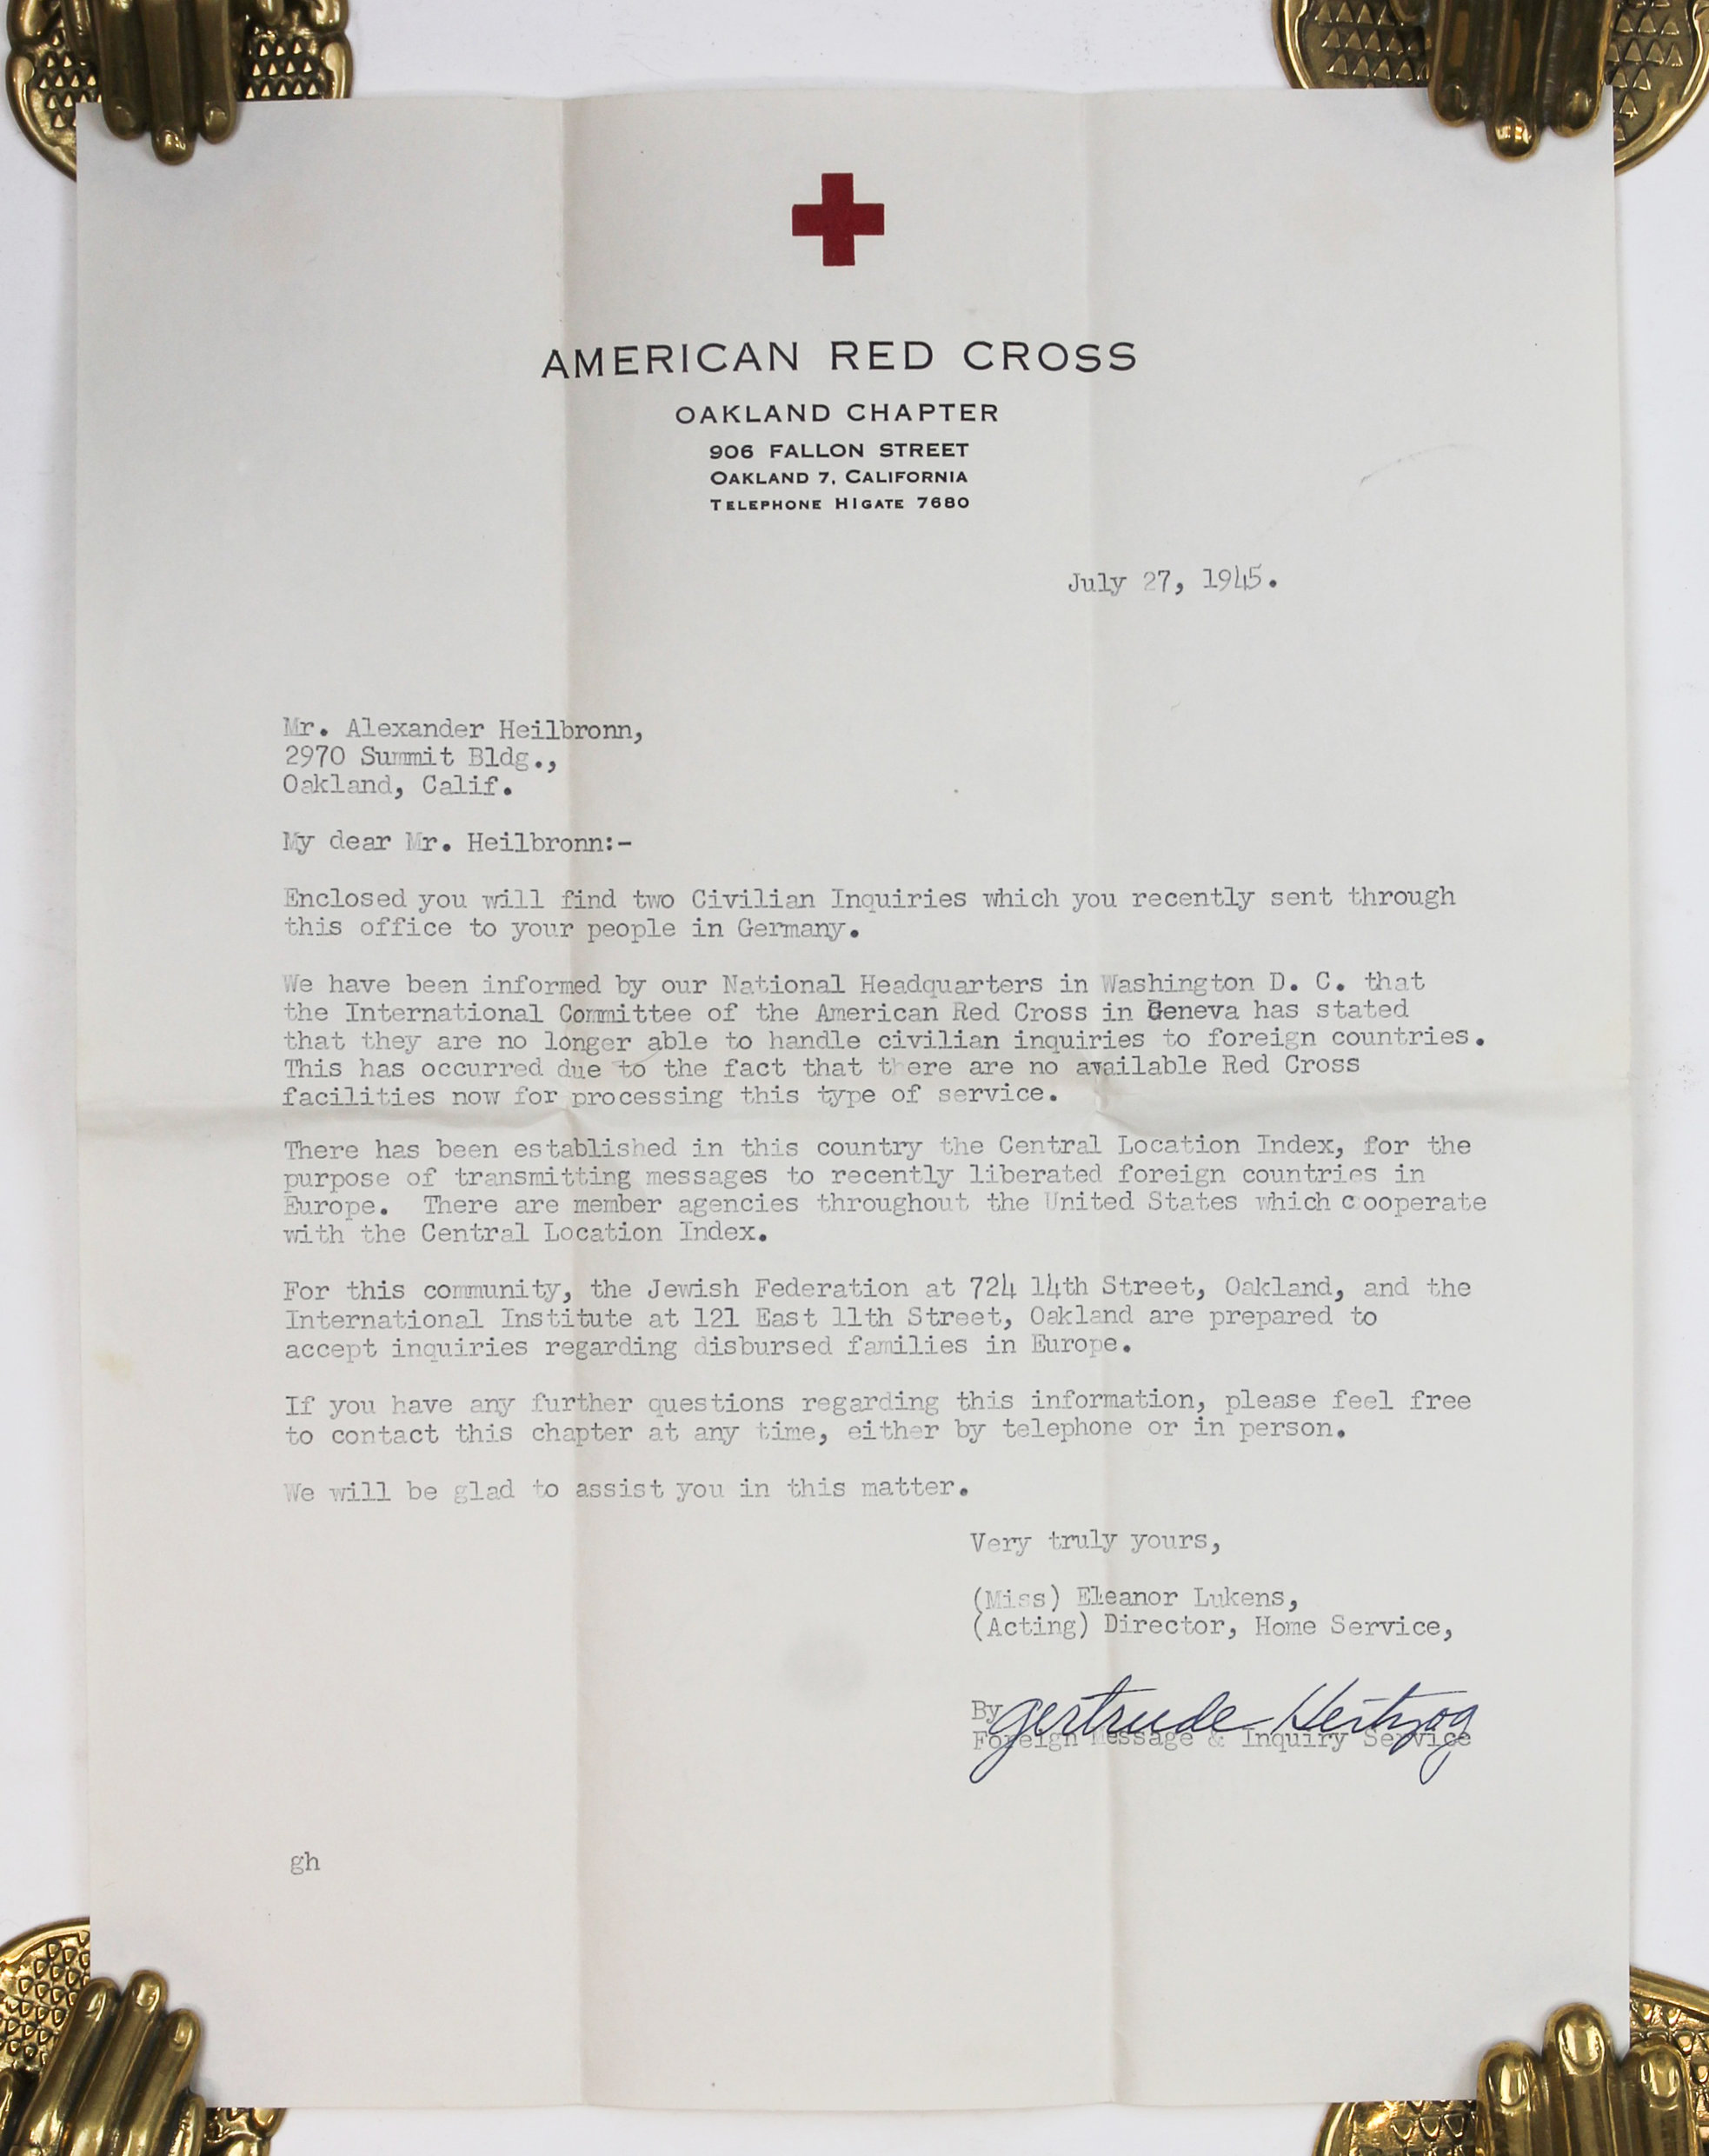 AMERICAN RED CROSS
OAKLAND CHAPTER
906 FALLON STREET
OAKLAND 7, CALIFORNIA
TELEPHONE HIGATE 7680
July 27, 1945.
Mr. Alexander Heilbronn,
2970 Summit Bldg.,
Oakland, Calif.
My dear Mr. Heilbronn:-
Enclosed you will find two Civilian Inquiries which you recently sent through
this office to your people in Germany.
We have been informed by our National Headquarters in Washington D. C. that
the International Committee of the American Red Cross in Geneva has stated
that they are no longer able to handle civilian inquiries to foreign countries.
This has occurred due to the fact that there are no available Red Cross
facilities now for processing this type of service.
There has been established in this country the Central Location Index, for the
purpose of transmitting messages to recently liberated foreign countries in
Europe. There are member agencies throughout the United States which cooperate
with the Central Location Index.
For this community, the Jewish Federation at 724 14th Street, Oakland, and the
International Institute at 121 East 11th Street, Oakland are prepared to
accept inquiries regarding disbursed families in Europe.
If you have any further questions regarding this information, please feel free
to contact this chapter at any time, either by telephone or in person.
We will be glad to assist you in this matter.
Very truly yours,
(Miss) Eleanor Lukens,
(Acting) Director, Home Service,
By Gertrude Hertzog
Foreign Message & Inquiry Service
gh